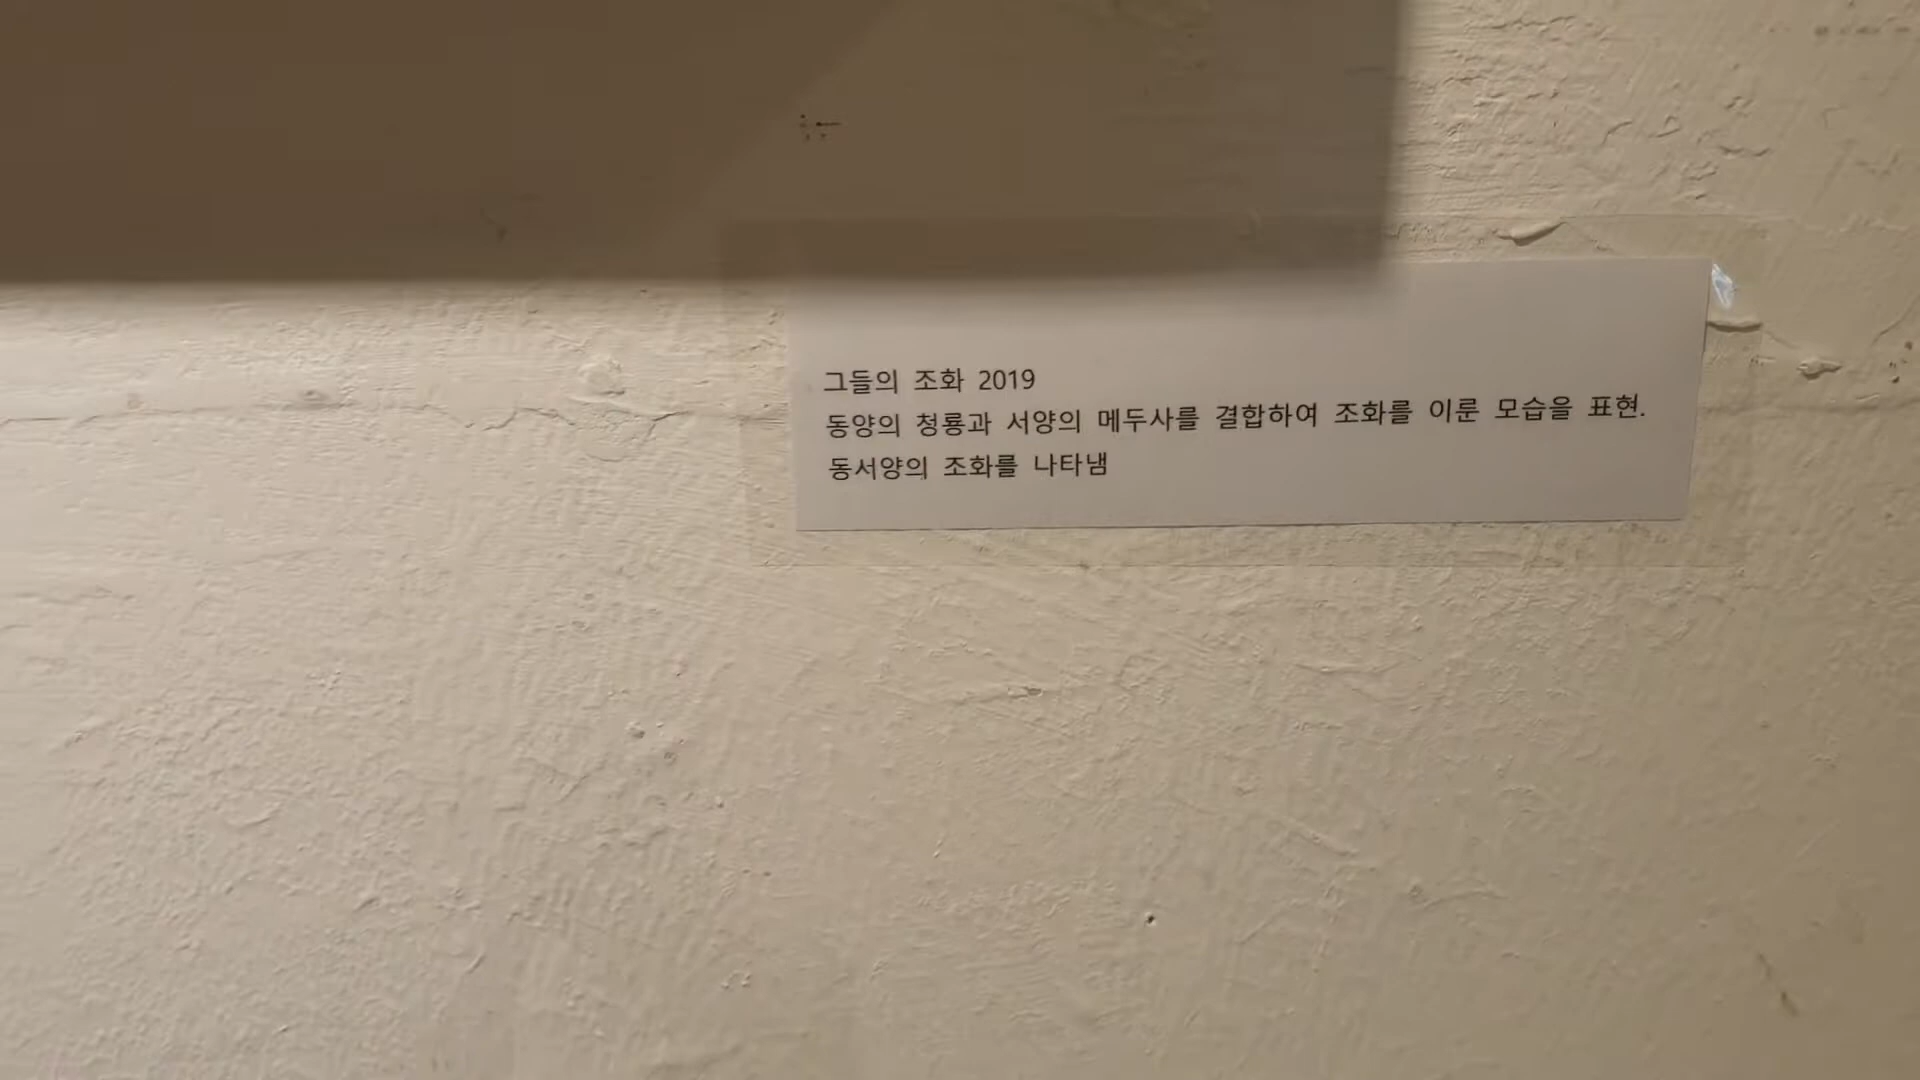 그들의 조화 2019
동양의 청룡과 서양의 메두사를 결합하여 조화를 이룬 모습을 표현.
동서양의 조화를 나타냄